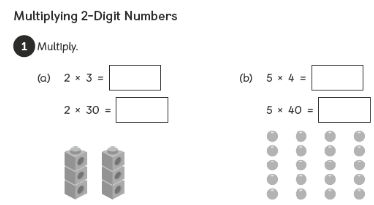 Multiplying 2-Digit Numbers
1 Multiply.
(a) 2 × 3 =
2 × 30 =
(b) 5 × 4 =
5 × 40 =